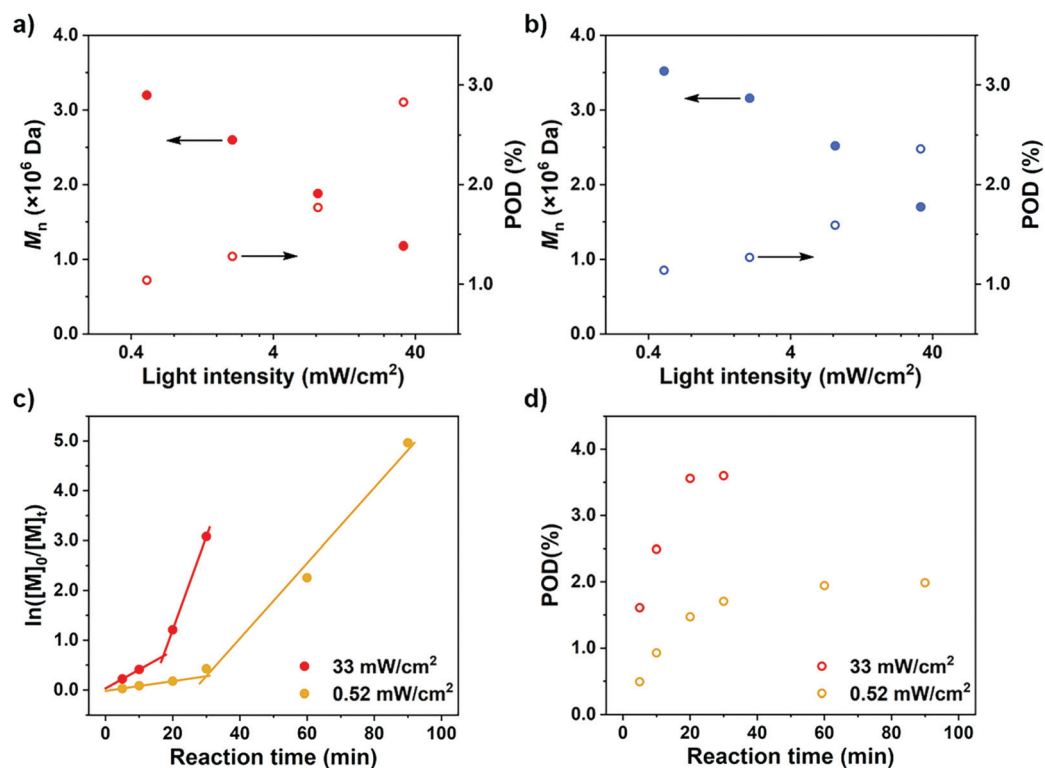 a)
4.0
3.0
2.0
1.0
0.0
Mn (×10⁶ Da)
3.0
2.0
1.0
POD (%)
0.4 4 40
Light intensity (mW/cm²)
b)
4.0
3.0
2.0
1.0
0.0
Mn (×10⁶ Da)
3.0
2.0
1.0
POD (%)
0.4 4 40
Light intensity (mW/cm²)
c)
5.0
4.0
3.0
2.0
1.0
0.0
ln([M]₀/[M]ₜ)
33 mW/cm²
0.52 mW/cm²
0 20 40 60 80 100
Reaction time (min)
d)
4.0
3.0
2.0
1.0
0.0
POD(%)
33 mW/cm²
0.52 mW/cm²
0 20 40 60 80 100
Reaction time (min)